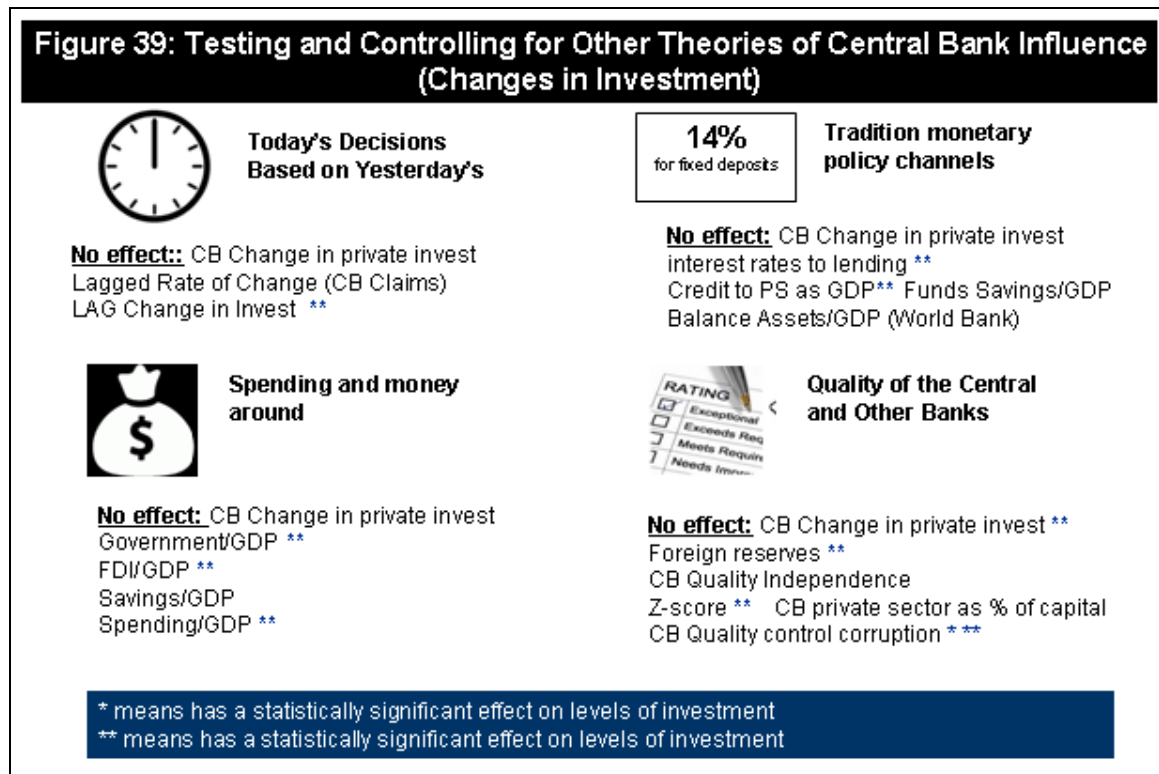 Figure 39: Testing and Controlling for Other Theories of Central Bank Influence
(Changes in Investment)
Today's Decisions
Based on Yesterday's
No effect:: CB Change in private invest
Lagged Rate of Change (CB Claims)
LAG Change in Invest **
14%
for fixed deposits
Tradition monetary
policy channels
No effect: CB Change in private invest
interest rates to lending **
Credit to PS as GDP** Funds Savings/GDP
Balance Assets/GDP (World Bank)
$
Spending and money
around
No effect: CB Change in private invest
Government/GDP **
FDI/GDP **
Savings/GDP
Spending/GDP **
RATING
Exceptional
Exceeds Req
Meets Requir
Needs Impro
Quality of the Central
and Other Banks
No effect: CB Change in private invest **
Foreign reserves **
CB Quality Independence
Z-score ** CB private sector as % of capital
CB Quality control corruption * **
* means has a statistically significant effect on levels of investment
** means has a statistically significant effect on levels of investment